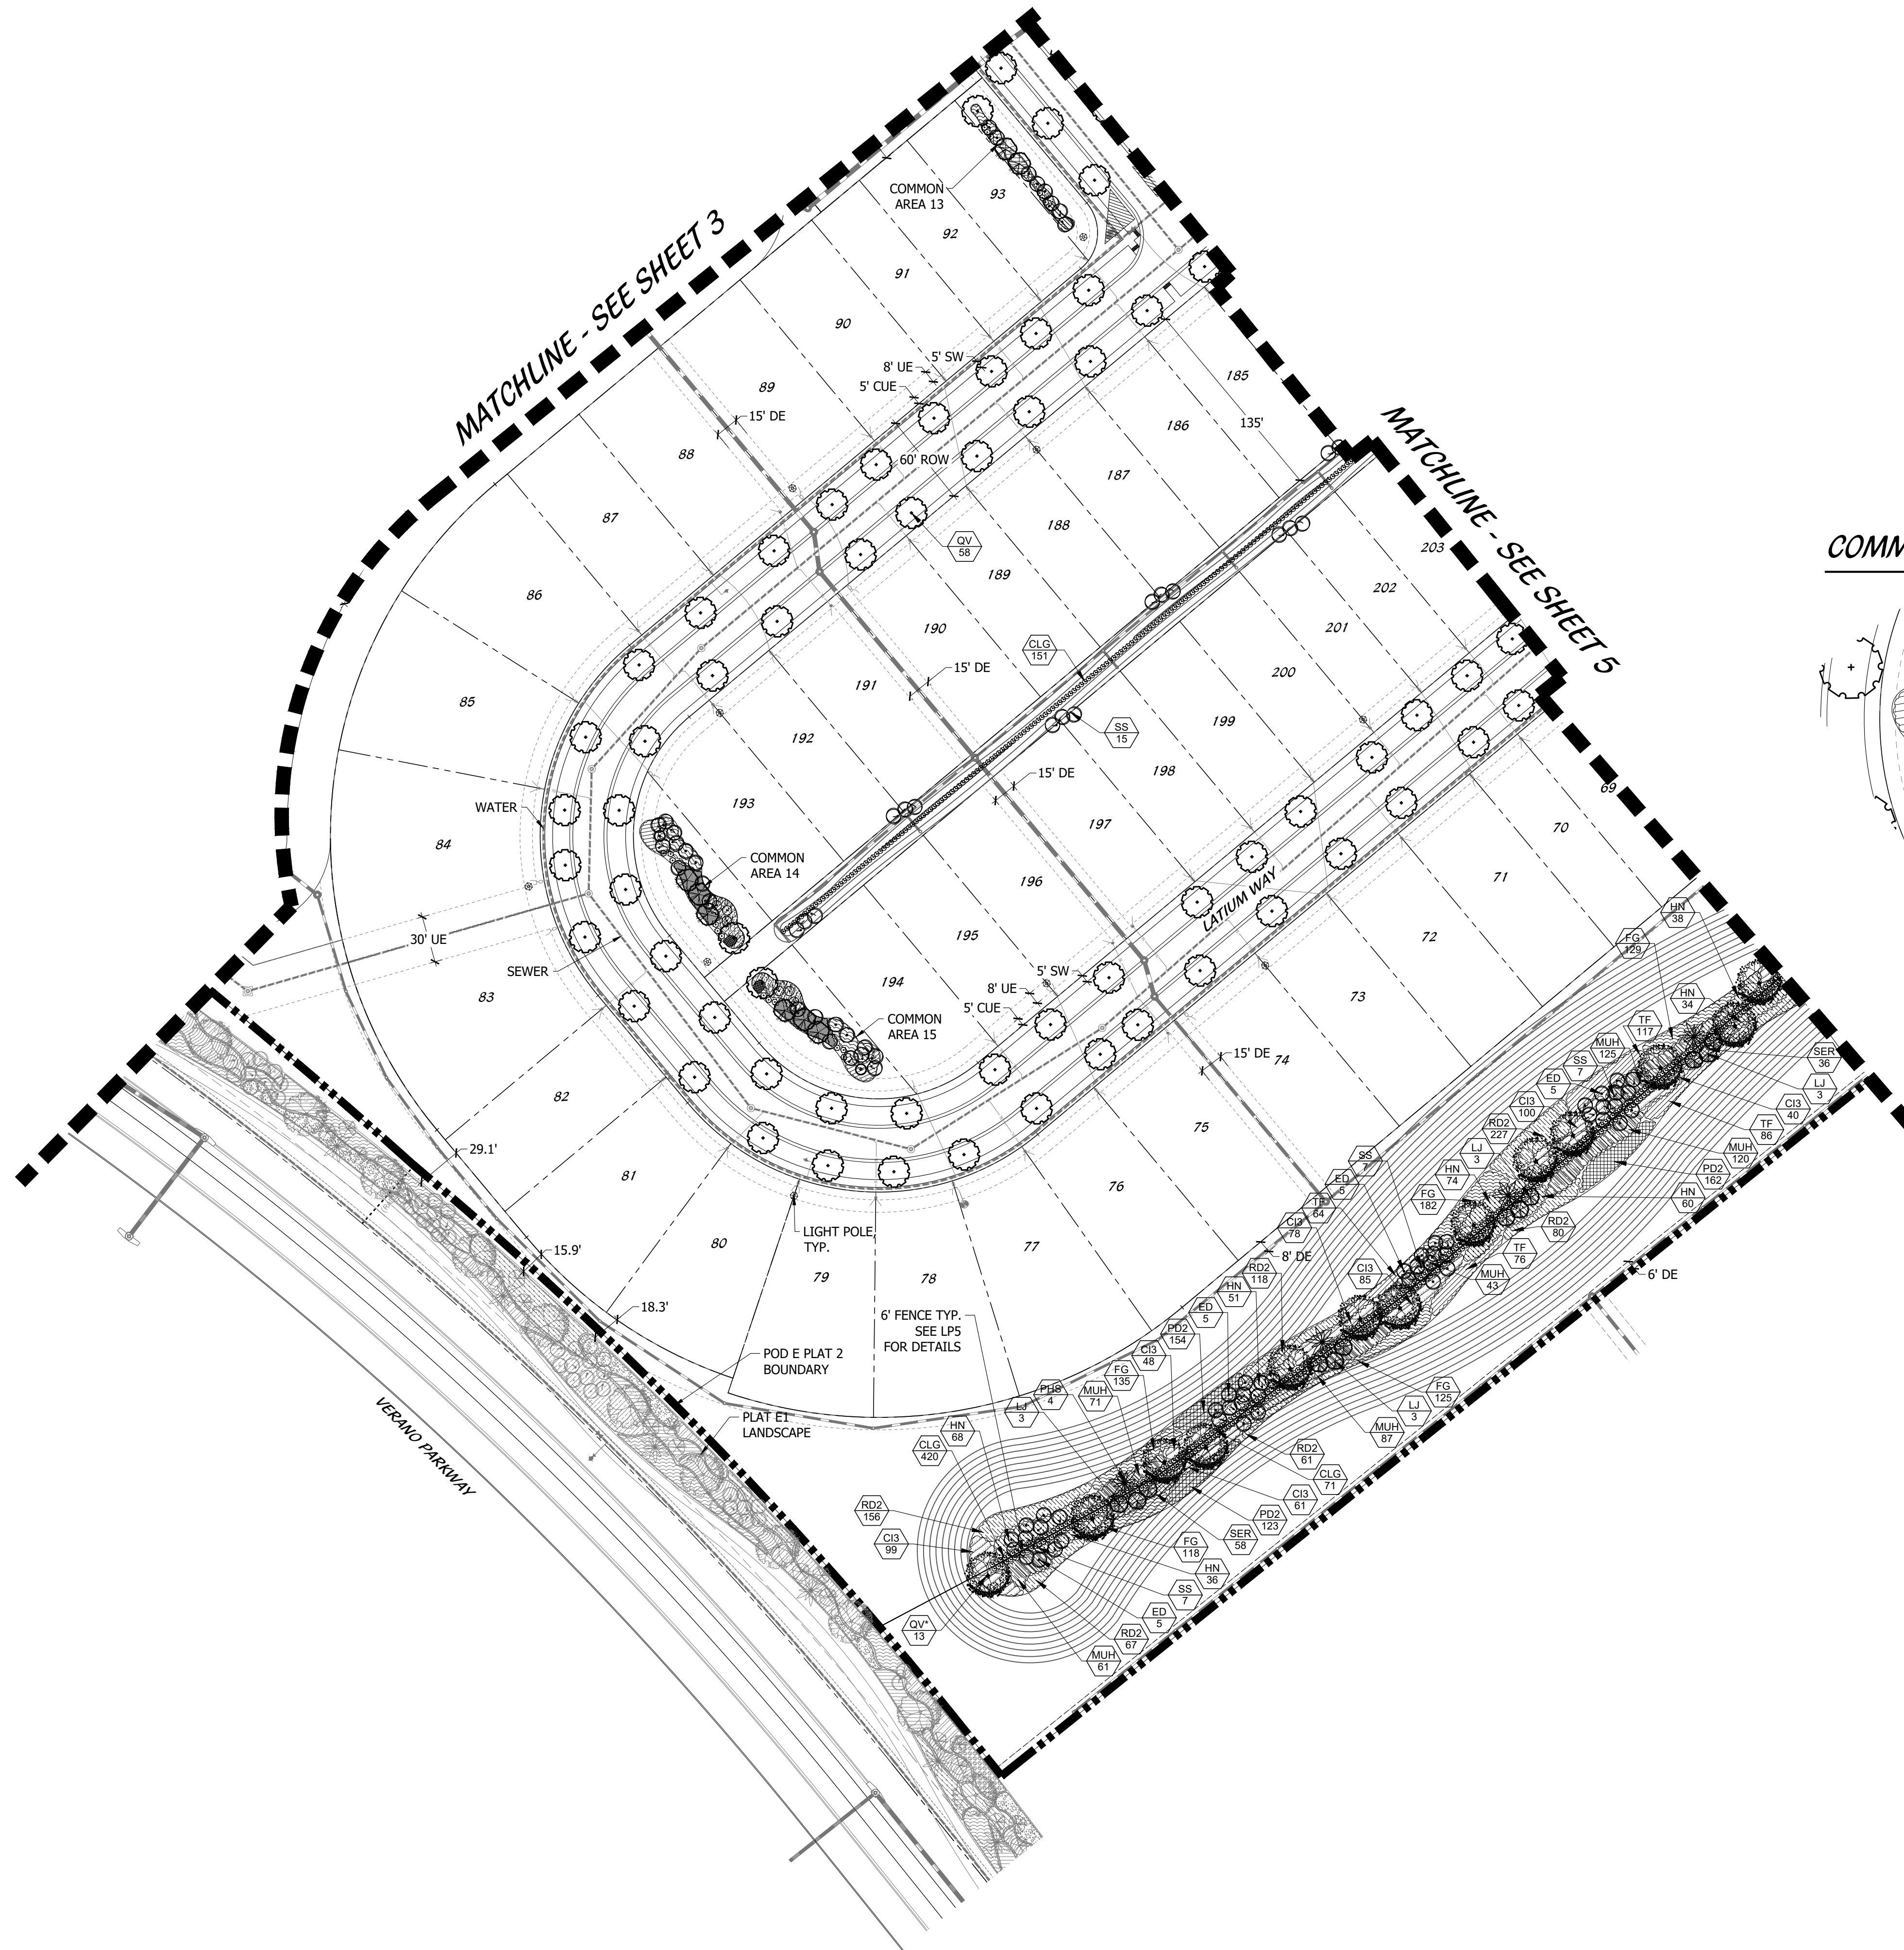 MATCHLINE - SEE SHEET 3
COMMON
AREA 13
93
92
91
90
89
88
87
86
85
84
83
82
81
80
79
78
77
76
75
74
73
72
71
70
69
15' DE
5' SW
8' UE
5' CUE
60' ROW
QV
58
185
135'
186
187
188
189
190
191
192
193
MATCHLINE - SEE SHEET 5
COMM
203
202
201
200
199
198
197
196
195
194
CLG
151
15' DE
SS
15
15' DE
WATER
COMMON
AREA 14
30' UE
SEWER
LATIUM WAY
5' SW
8' UE
5' CUE
COMMON
AREA 15
15' DE
29.1'
15.9'
18.3'
LIGHT POLE,
TYP.
6' FENCE TYP.
SEE LP5
FOR DETAILS
POD E PLAT 2
BOUNDARY
PLAT E1
LANDSCAPE
VERANO PARKWAY
8' DE
6' DE
HN
38
FG
129
HN
34
TF
117
MUH
125
SS
7
ED
5
CI3
100
RD2
227
LJ
3
HN
74
FG
182
SER
36
LJ
3
CI3
40
TF
86
MUH
120
PD2
162
HN
60
RD2
80
TF
76
MUH
43
SS
7
ED
5
TF
64
CI3
78
CI3
85
RD2
118
HN
51
ED
5
PD2
154
CI3
48
FG
135
MUH
71
PHS
4
LJ
3
HN
68
CLG
420
RD2
156
CI3
99
QV*
13
FG
125
LJ
3
MUH
87
RD2
61
CLG
71
CI3
61
PD2
123
SER
58
FG
118
HN
36
SS
7
ED
5
RD2
67
MUH
61